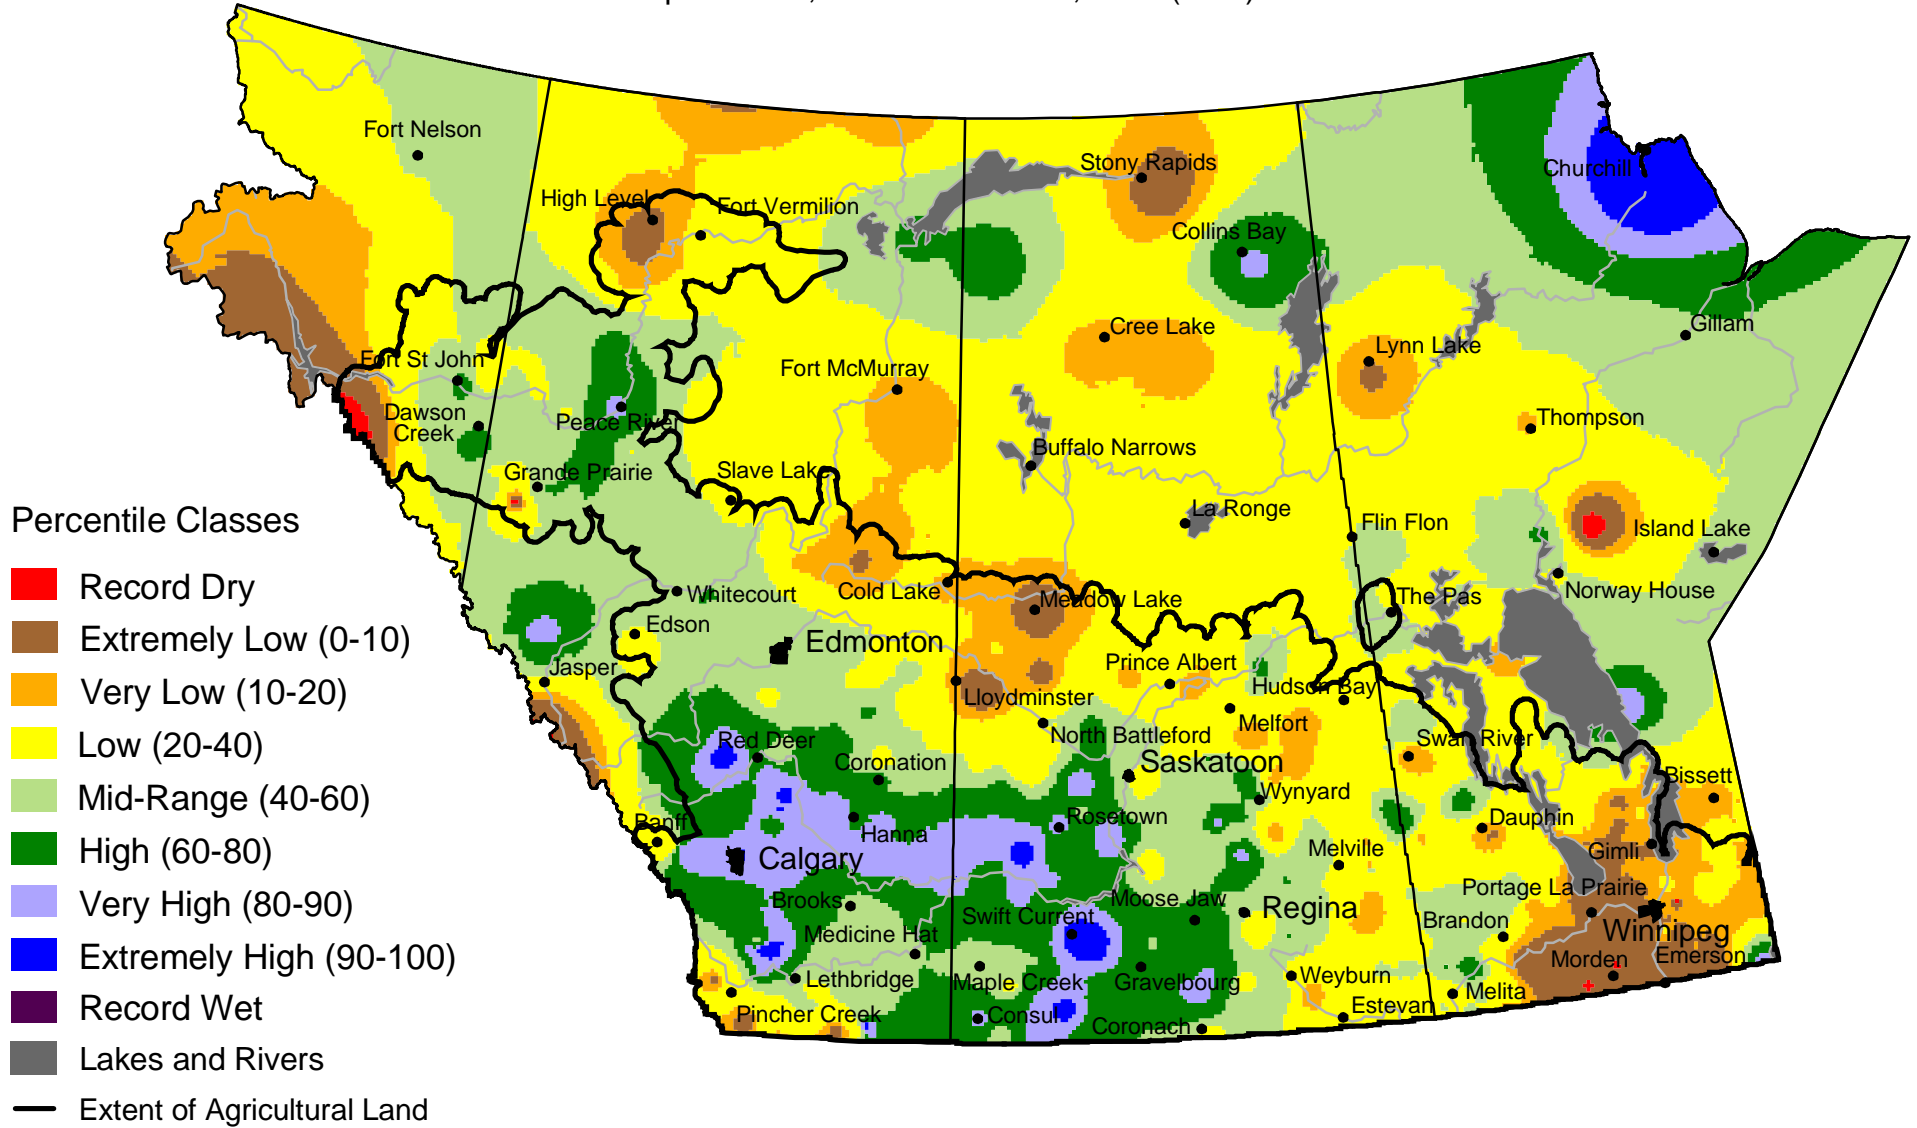 Fort Nelson
High Level
Fort Vermilion
Stony Rapids
Churchill
Collins Bay
Gillam
Fort St John
Fort McMurray
Cree Lake
Lynn Lake
Dawson
Creek
Peace River
Thompson
Buffalo Narrows
Grande Prairie
Slave Lake
La Ronge
Flin Flon
Island Lake
Whitecourt
Cold Lake
Meadow Lake
The Pas
Norway House
Edson
Edmonton
Jasper
Prince Albert
Hudson Bay
Lloydminster
Melfort
North Battleford
Swan River
Red Deer
Coronation
Saskatoon
Bissett
Wynyard
Banff
Hanna
Rosetown
Dauphin
Calgary
Melville
Gimli
Brooks
Moose Jaw
Portage La Prairie
Swift Current
Regina
Brandon
Medicine Hat
Winnipeg
Lethbridge
Maple Creek
Gravelbourg
Weyburn
Morden
Emerson
Pincher Creek
Consul
Coronach
Estevan
Melita
Percentile Classes
Record Dry
Extremely Low (0-10)
Very Low (10-20)
Low (20-40)
Mid-Range (40-60)
High (60-80)
Very High (80-90)
Extremely High (90-100)
Record Wet
Lakes and Rivers
Extent of Agricultural Land